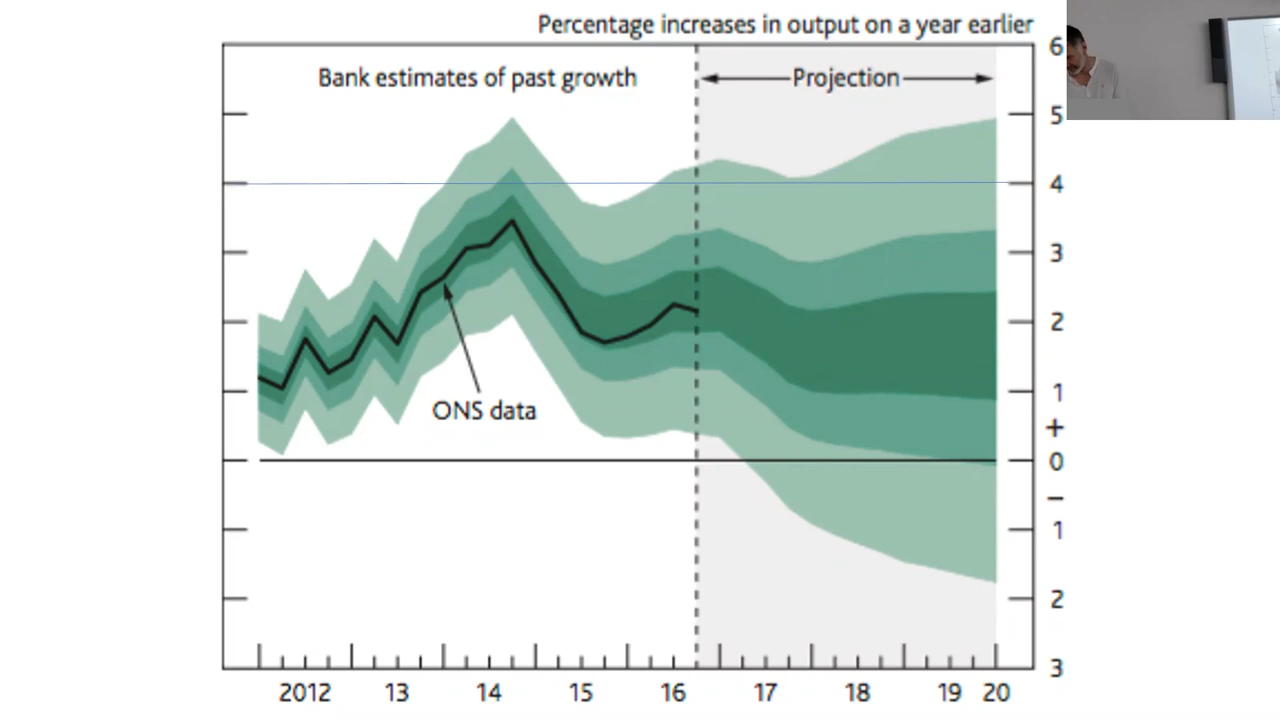 Percentage increases in output on a year earlier
Bank estimates of past growth
Projection
ONS data
6
5
4
3
2
1
+
0
–
1
2
3
2012 13 14 15 16 17 18 19 20